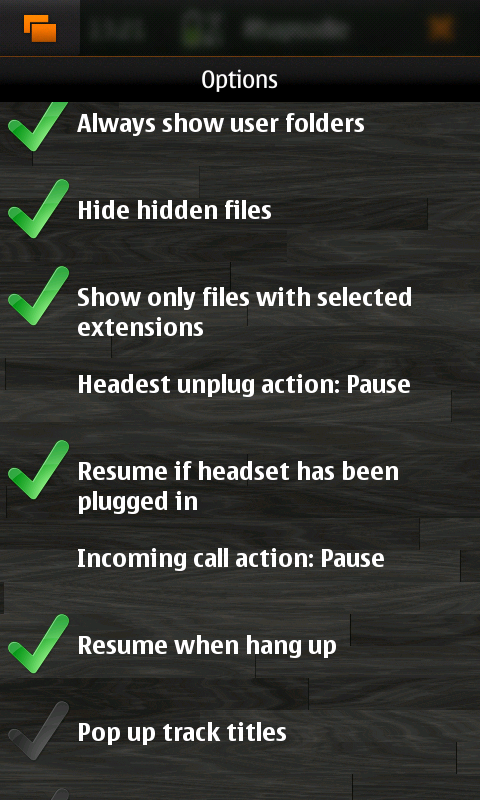 Options
Always show user folders
Hide hidden files
Show only files with selected
extensions
Headest unplug action: Pause
Resume if headset has been
plugged in
Incoming call action: Pause
Resume when hang up
Pop up track titles